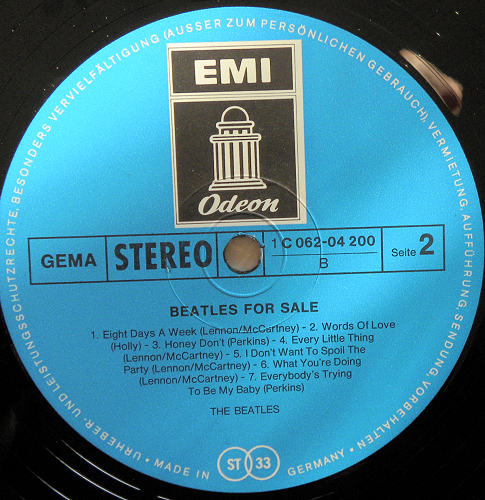 EMI
Odeon
GEMA
STEREO
1 C 062-04 200
B
Seite 2
BEATLES FOR SALE
1. Eight Days A Week (Lennon/McCartney) - 2. Words Of Love
(Holly) - 3. Honey Don't (Perkins) - 4. Every Little Thing
(Lennon/McCartney) - 5. I Don't Want To Spoil The
Party (Lennon/McCartney) - 6. What You're Doing
(Lennon/McCartney) - 7. Everybody's Trying
To Be My Baby (Perkins)
THE BEATLES
URHEBER- UND LEISTUNGSSCHUTZRECHTE, BESONDERS VERVIELFÄLTIGUNG (AUSSER ZUM PERSÖNLICHEN GEBRAUCH), VERMIETUNG, AUFFÜHRUNG, SENDUNG, VORBEHALTEN
• MADE IN GERMANY •
ST 33